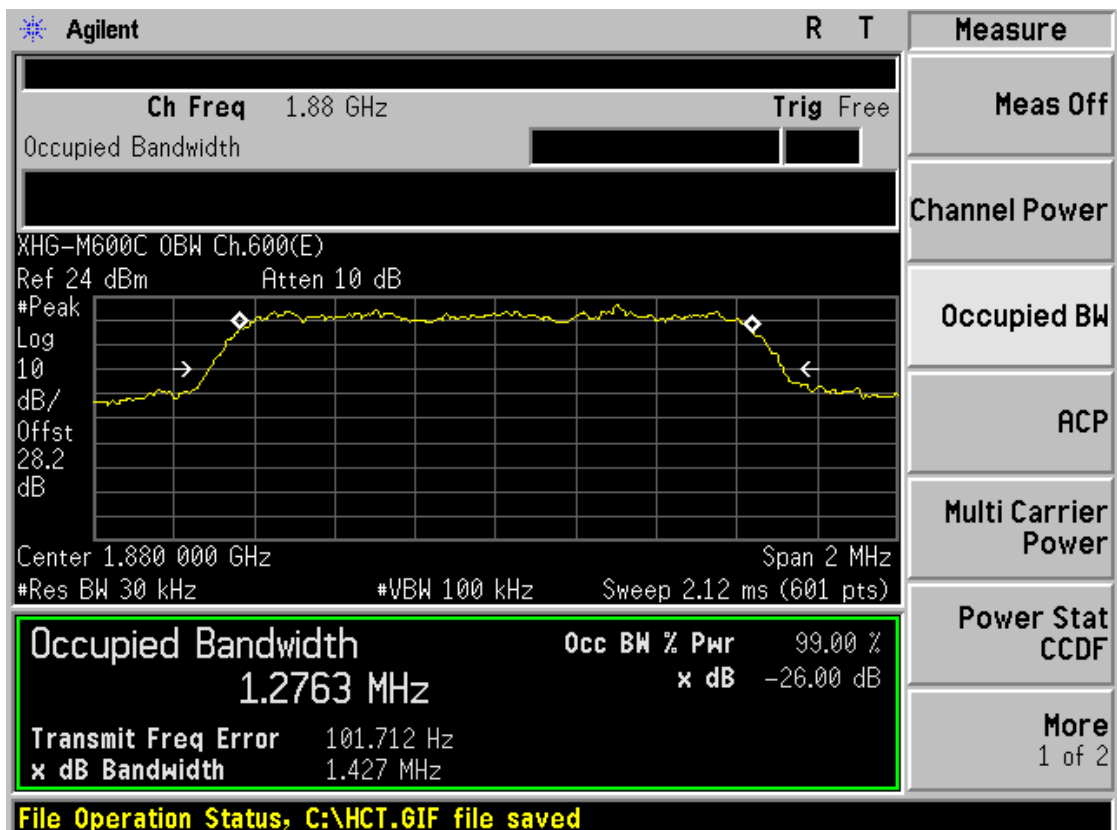 Agilent R T
Ch Freq 1.88 GHz Trig Free
Occupied Bandwidth
XHG-M600C OBW Ch.600(E)
Ref 24 dBm Atten 10 dB
#Peak
Log
10
dB/
Offst
28.2
dB
Center 1.880 000 GHz Span 2 MHz
#Res BW 30 kHz #VBW 100 kHz Sweep 2.12 ms (601 pts)
Occupied Bandwidth Occ BW % Pwr 99.00 %
1.2763 MHz x dB -26.00 dB
Transmit Freq Error 101.712 Hz
x dB Bandwidth 1.427 MHz
File Operation Status, C:\HCT.GIF file saved
Measure
Meas Off
Channel Power
Occupied BW
ACP
Multi Carrier
Power
Power Stat
CCDF
More
1 of 2